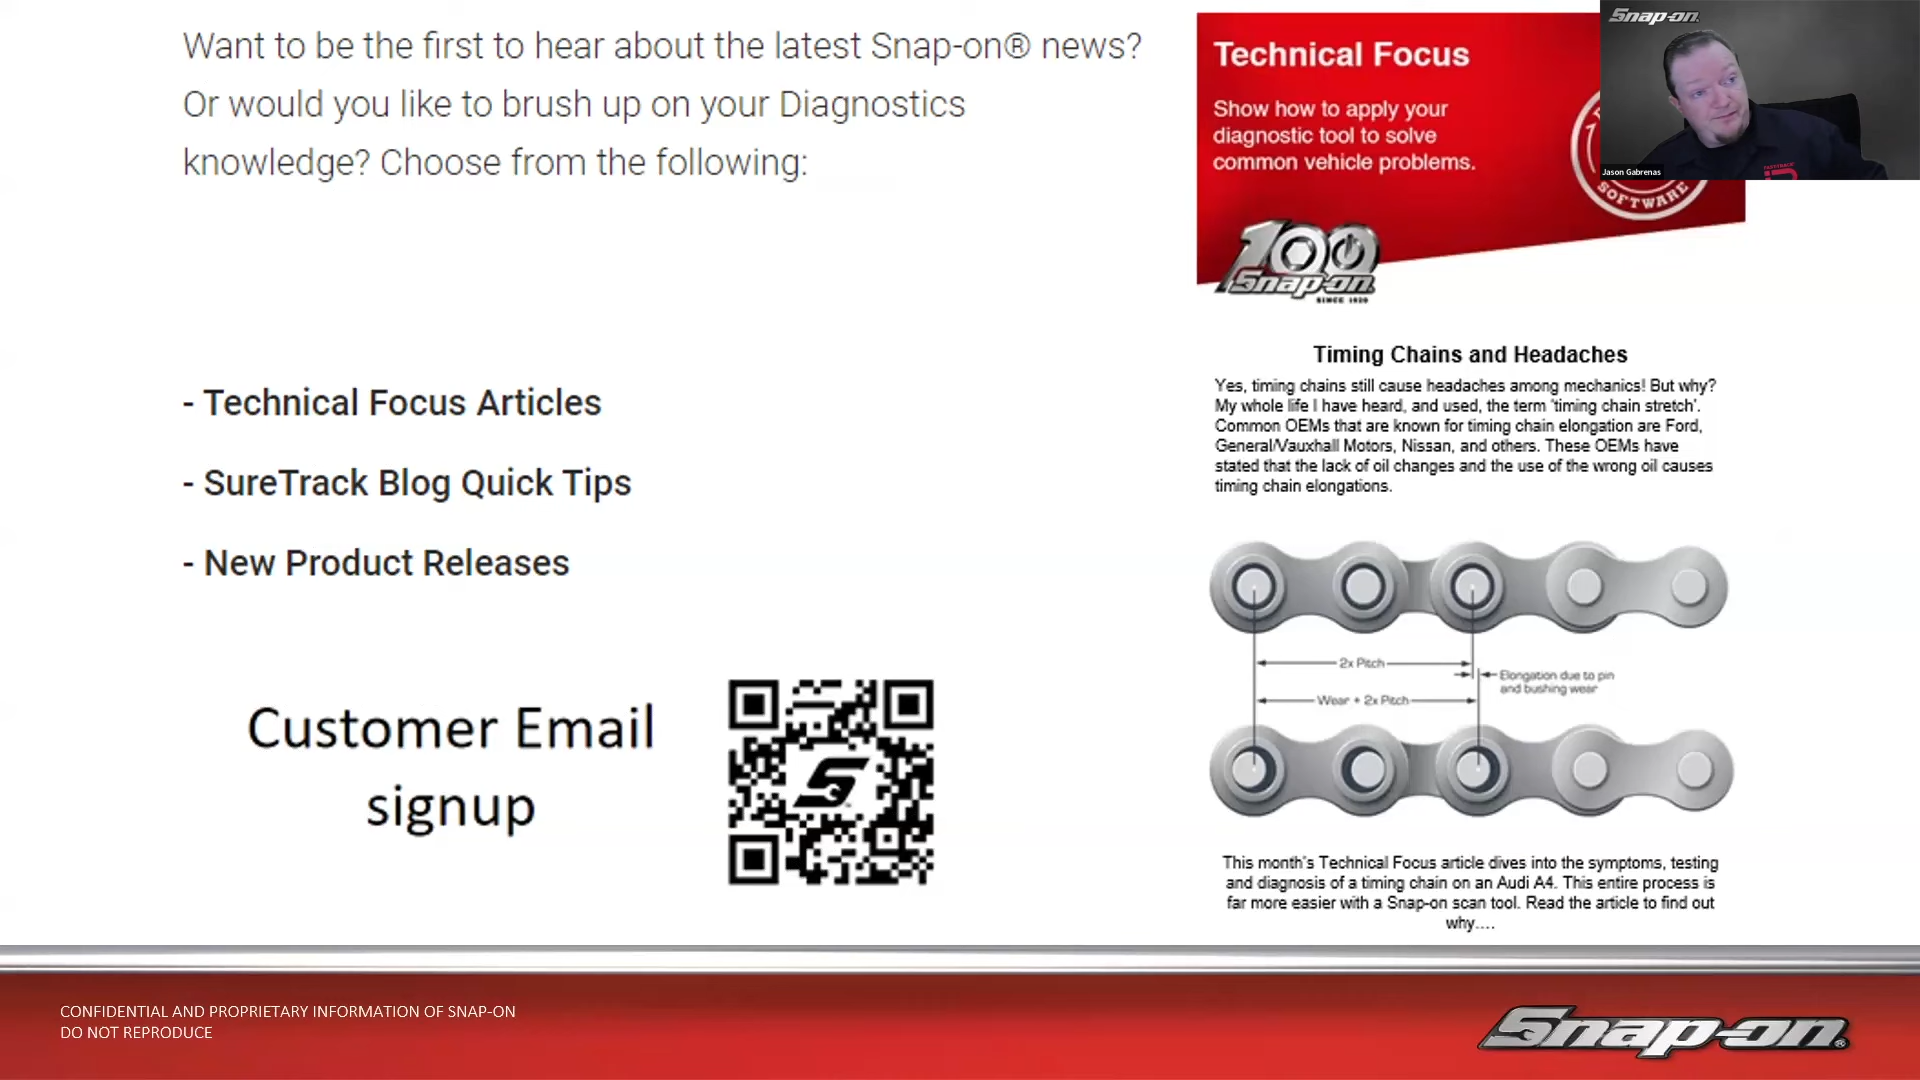 Want to be the first to hear about the latest Snap-on® news?
Or would you like to brush up on your Diagnostics
knowledge? Choose from the following:
- Technical Focus Articles
- SureTrack Blog Quick Tips
- New Product Releases
Customer Email
signup
Technical Focus
Show how to apply your
diagnostic tool to solve
common vehicle problems.
SOFTWARE
100
Snap-on
SINCE 1920
Snap-on
Jason Gabrenas
Timing Chains and Headaches
Yes, timing chains still cause headaches among mechanics! But why?
My whole life I have heard, and used, the term 'timing chain stretch'.
Common OEMs that are known for timing chain elongation are Ford,
General/Vauxhall Motors, Nissan, and others. These OEMs have
stated that the lack of oil changes and the use of the wrong oil causes
timing chain elongations.
2x Pitch
Elongation due to pin
and bushing wear
Wear + 2x Pitch
This month's Technical Focus article dives into the symptoms, testing
and diagnosis of a timing chain on an Audi A4. This entire process is
far more easier with a Snap-on scan tool. Read the article to find out
why....
CONFIDENTIAL AND PROPRIETARY INFORMATION OF SNAP-ON
DO NOT REPRODUCE
Snap-on®